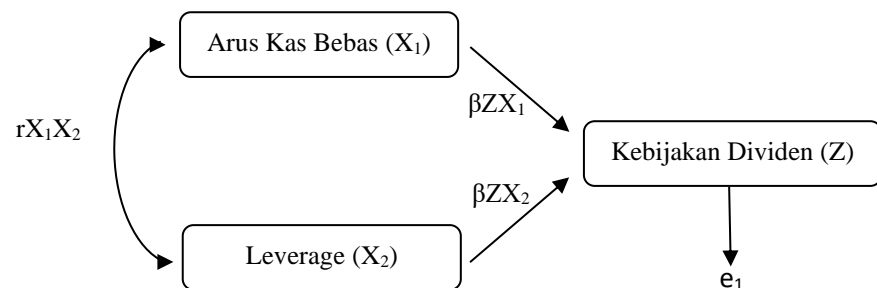 Arus Kas Bebas (X₁)
βZX₁
rX₁X₂
Kebijakan Dividen (Z)
βZX₂
Leverage (X₂)
e₁